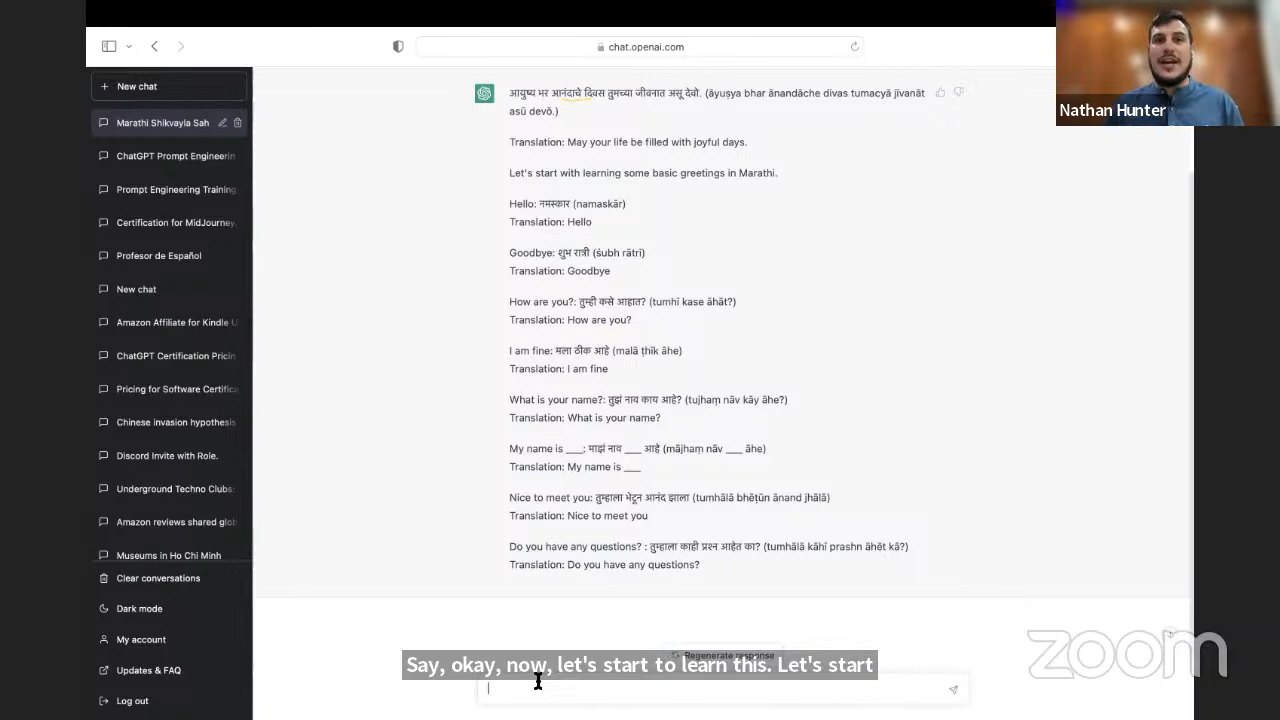 chat.openai.com
Nathan Hunter
New chat
Marathi Shikvayla Sah
ChatGPT Prompt Engineerin
Prompt Engineering Training
Certification for MidJourney.
Profesor de Español
New chat
Amazon Affiliate for Kindle U
ChatGPT Certification Pricin
Pricing for Software Certifica
Chinese invasion hypothesis
Discord Invite with Role.
Underground Techno Clubs:
Amazon reviews shared glob
Museums in Ho Chi Minh
Clear conversations
Dark mode
My account
Updates & FAQ
Log out
आयुष्य भर आनंदाचे दिवस तुमच्या जीवनात असू देवो. (āyuṣya bhar ānandāche divas tumacyā jīvanāt
asū devō.)
Translation: May your life be filled with joyful days.
Let's start with learning some basic greetings in Marathi.
Hello: नमस्कार (namaskār)
Translation: Hello
Goodbye: शुभ रात्री (śubh rātrī)
Translation: Goodbye
How are you?: तुम्ही कसे आहात? (tumhī kase āhāt?)
Translation: How are you?
I am fine: मला ठीक आहे (malā ṭhīk āhe)
Translation: I am fine
What is your name?: तुझं नाव काय आहे? (tujhaṃ nāv kāy āhe?)
Translation: What is your name?
My name is ___: माझं नाव ___ आहे (mājhaṃ nāv ___ āhe)
Translation: My name is ___
Nice to meet you: तुम्हाला भेटून आनंद झाला (tumhālā bhēṭūn ānand jhālā)
Translation: Nice to meet you
Do you have any questions? : तुम्हाला काही प्रश्न आहेत का? (tumhālā kāhī prashn āhēt kā?)
Translation: Do you have any questions?
Regenerate response
Say, okay, now, let's start to learn this. Let's start
zoom